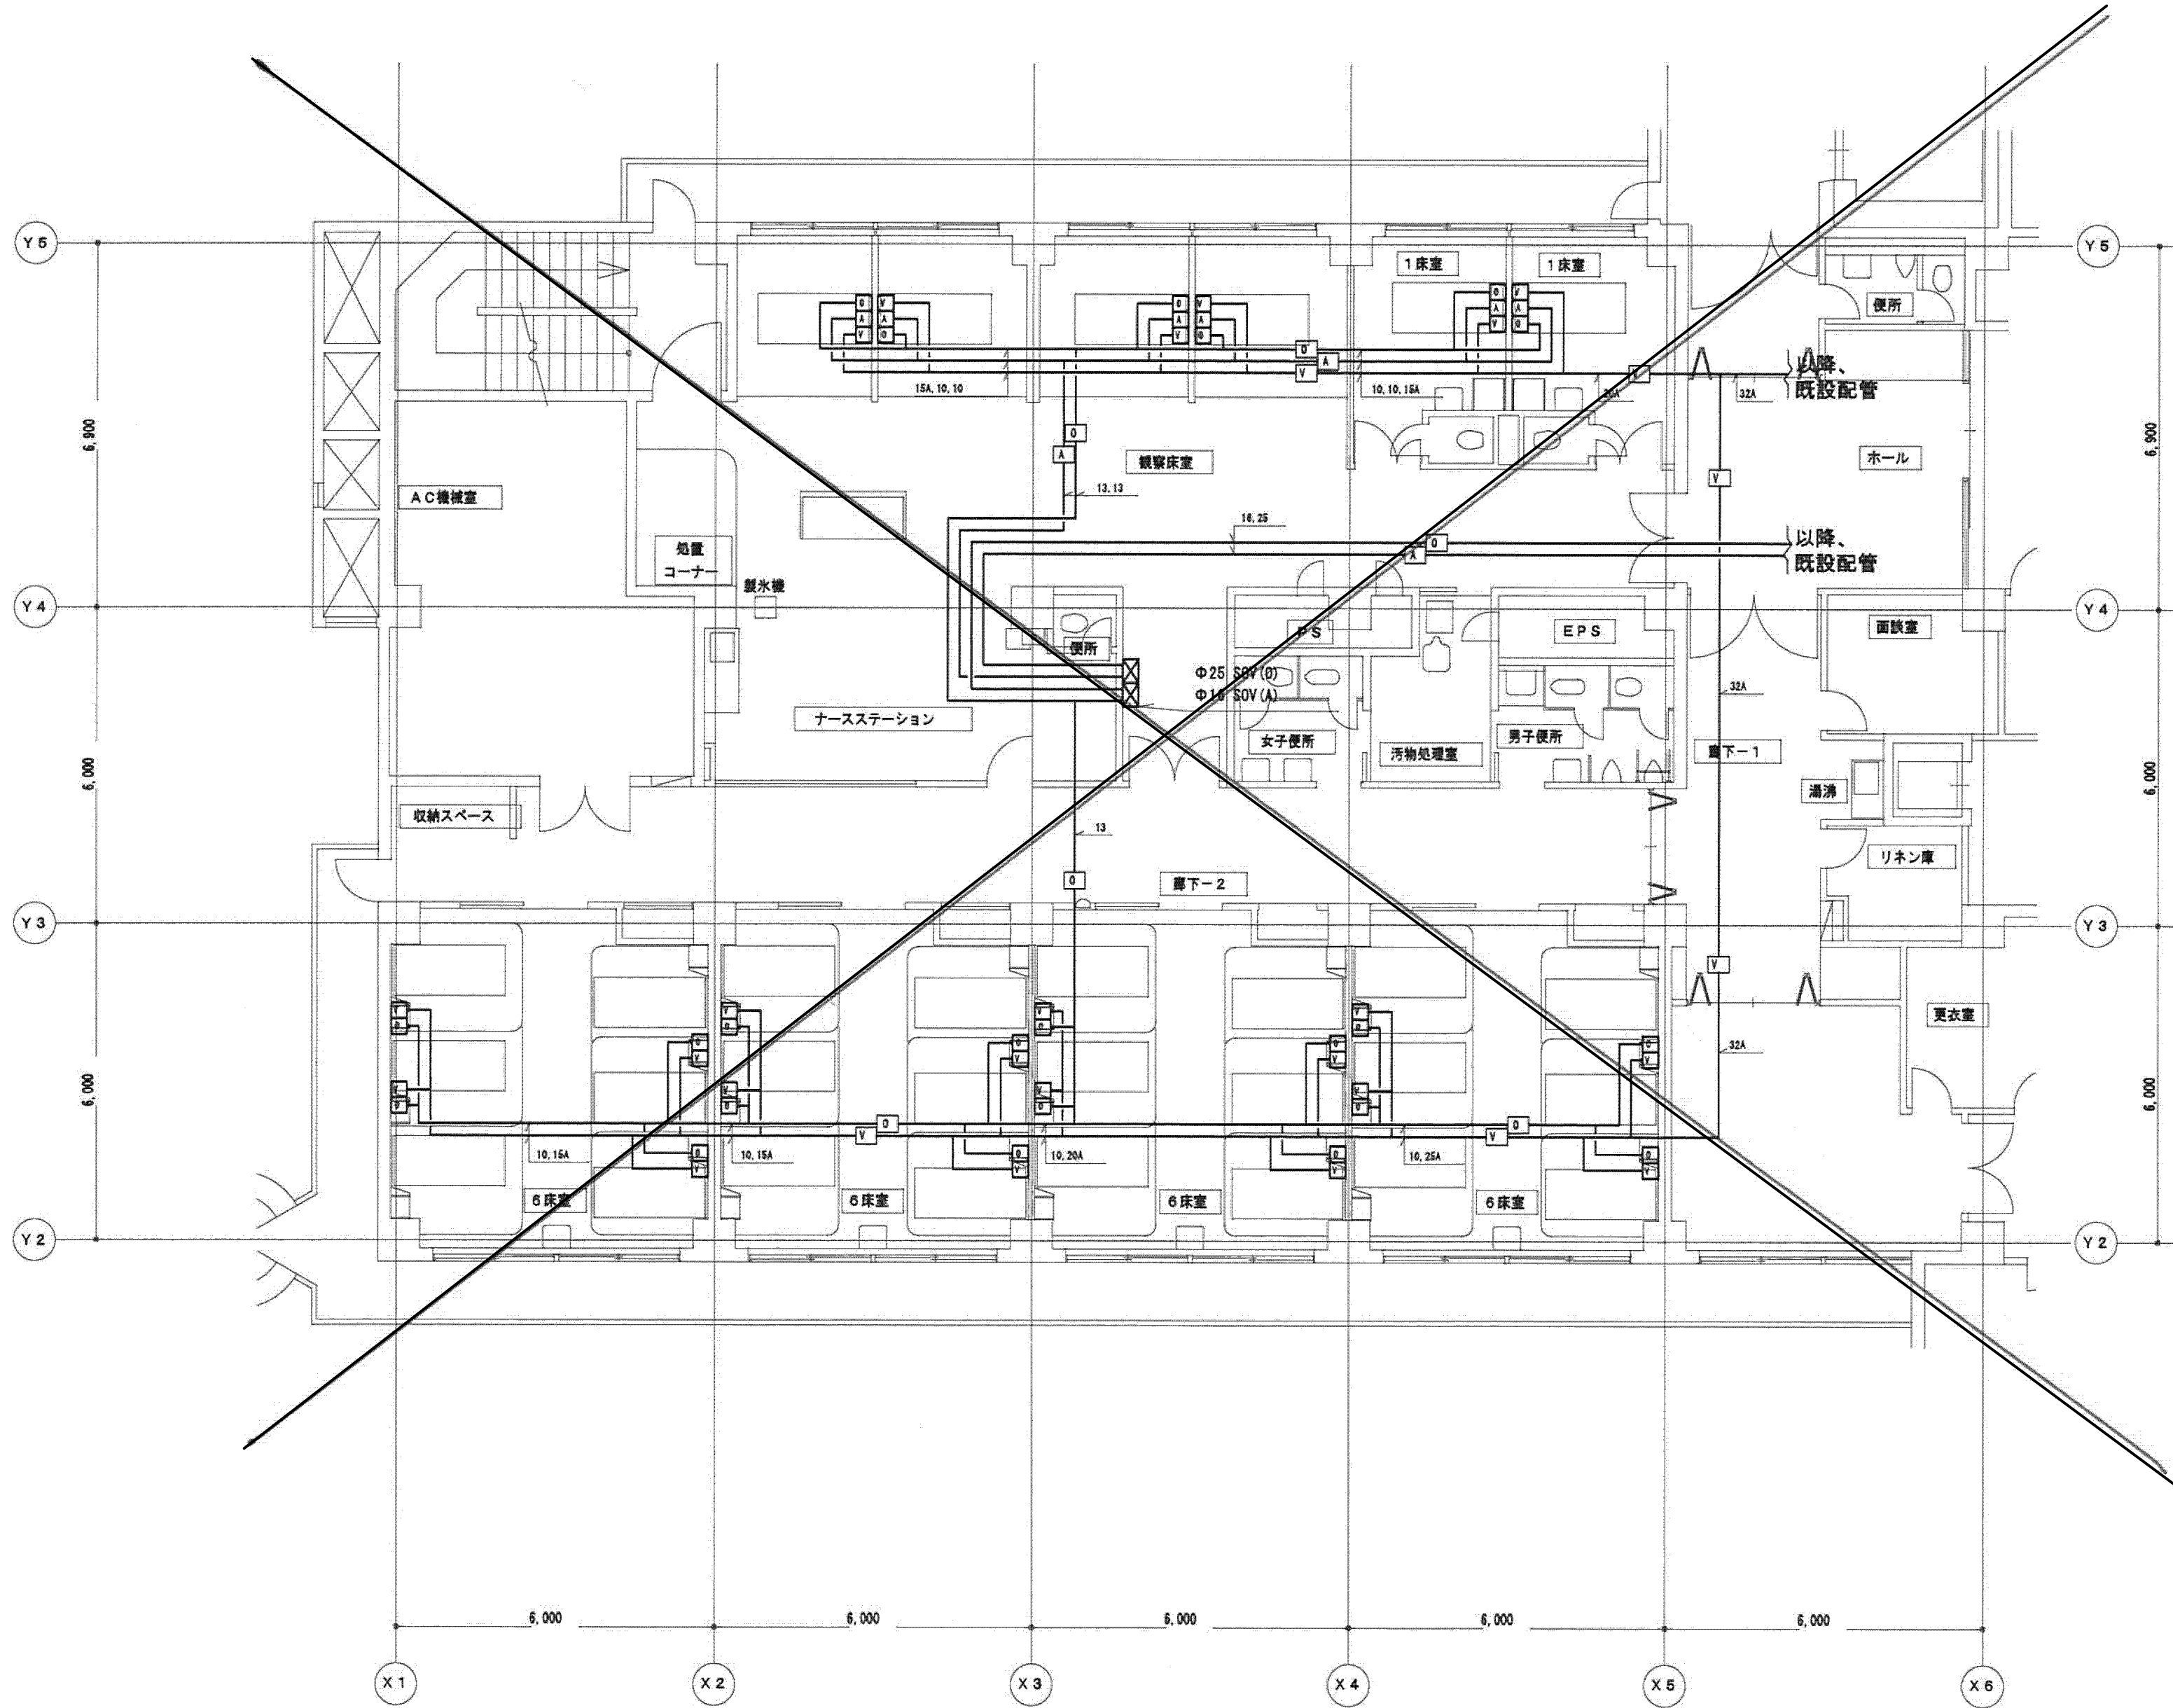 Y5
Y5
1床室
1床室
便所
O
V
A
A
V
O
O
V
A
A
V
O
O
V
A
A
V
O
O
A
V
V
以降、
既設配管
15A,10,10
10,10,15A
32A
6,900
6,900
O
A
観察床室
ホール
V
AC機械室
13,13
16,25
O
A
以降、
既設配管
処置
コーナー
製氷機
Y4
Y4
便所
PS
EPS
面談室
Φ25 SOV(O)
Φ16 SOV(A)
32A
ナースステーション
女子便所
汚物処理室
男子便所
廊下−1
6,000
6,000
湯沸
収納スペース
13
リネン庫
O
廊下−2
Y3
Y3
V
V
O
V
O
V
O
V
O
更衣室
O
V
O
V
O
V
O
V
32A
V
O
V
O
V
O
V
O
6,000
6,000
O
V
O
V
10,15A
10,15A
10,20A
10,25A
O
V
O
V
O
V
O
V
6床室
6床室
6床室
6床室
Y2
Y2
6,000
6,000
6,000
6,000
6,000
X1
X2
X3
X4
X5
X6